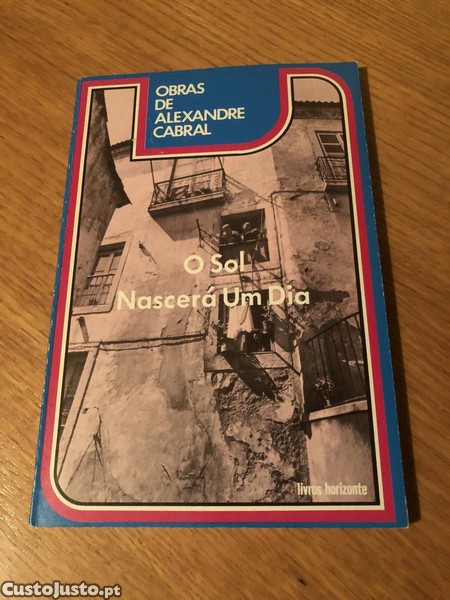 OBRAS
DE
ALEXANDRE
CABRAL
O Sol
Nascerá Um Dia
livros horizonte
CustoJusto.pt